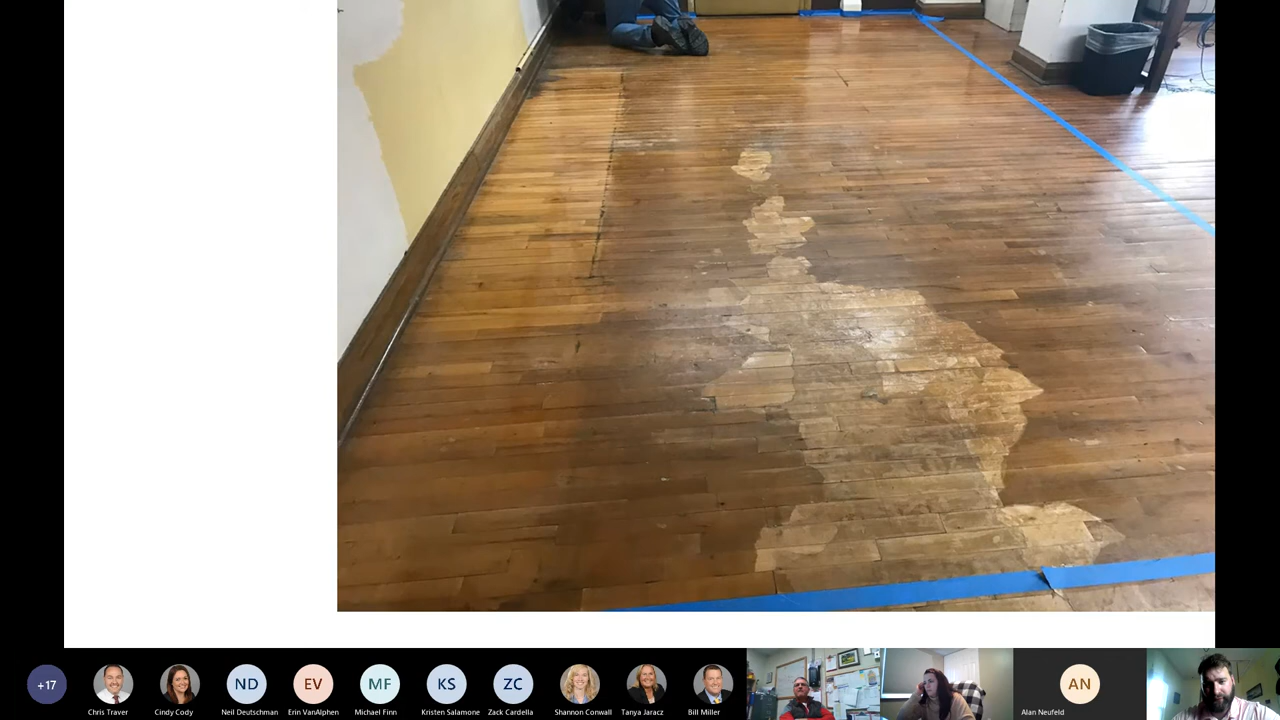 +17
ND
EV
MF
KS
ZC
AN
Chris Traver
Cindy Cody
Neil Deutschman
Erin VanAlphen
Michael Finn
Kristen Salamone
Zack Cardella
Shannon Conwall
Tanya Jaracz
Bill Miller
Alan Neufeld